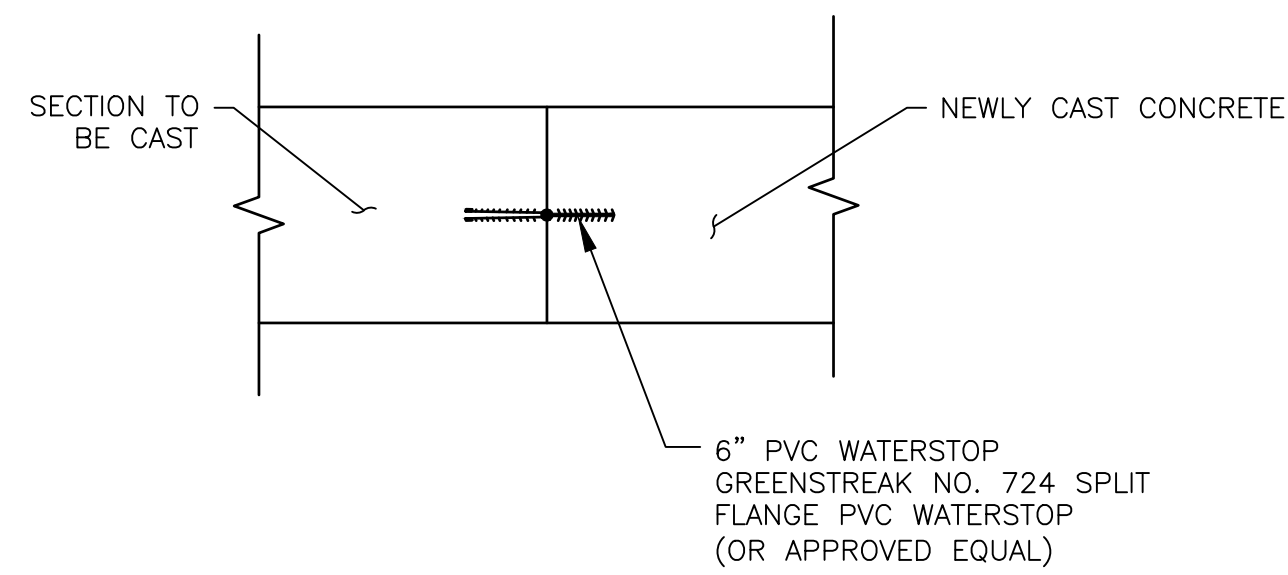 SECTION TO
BE CAST
NEWLY CAST CONCRETE
6” PVC WATERSTOP
GREENSTREAK NO. 724 SPLIT
FLANGE PVC WATERSTOP
(OR APPROVED EQUAL)